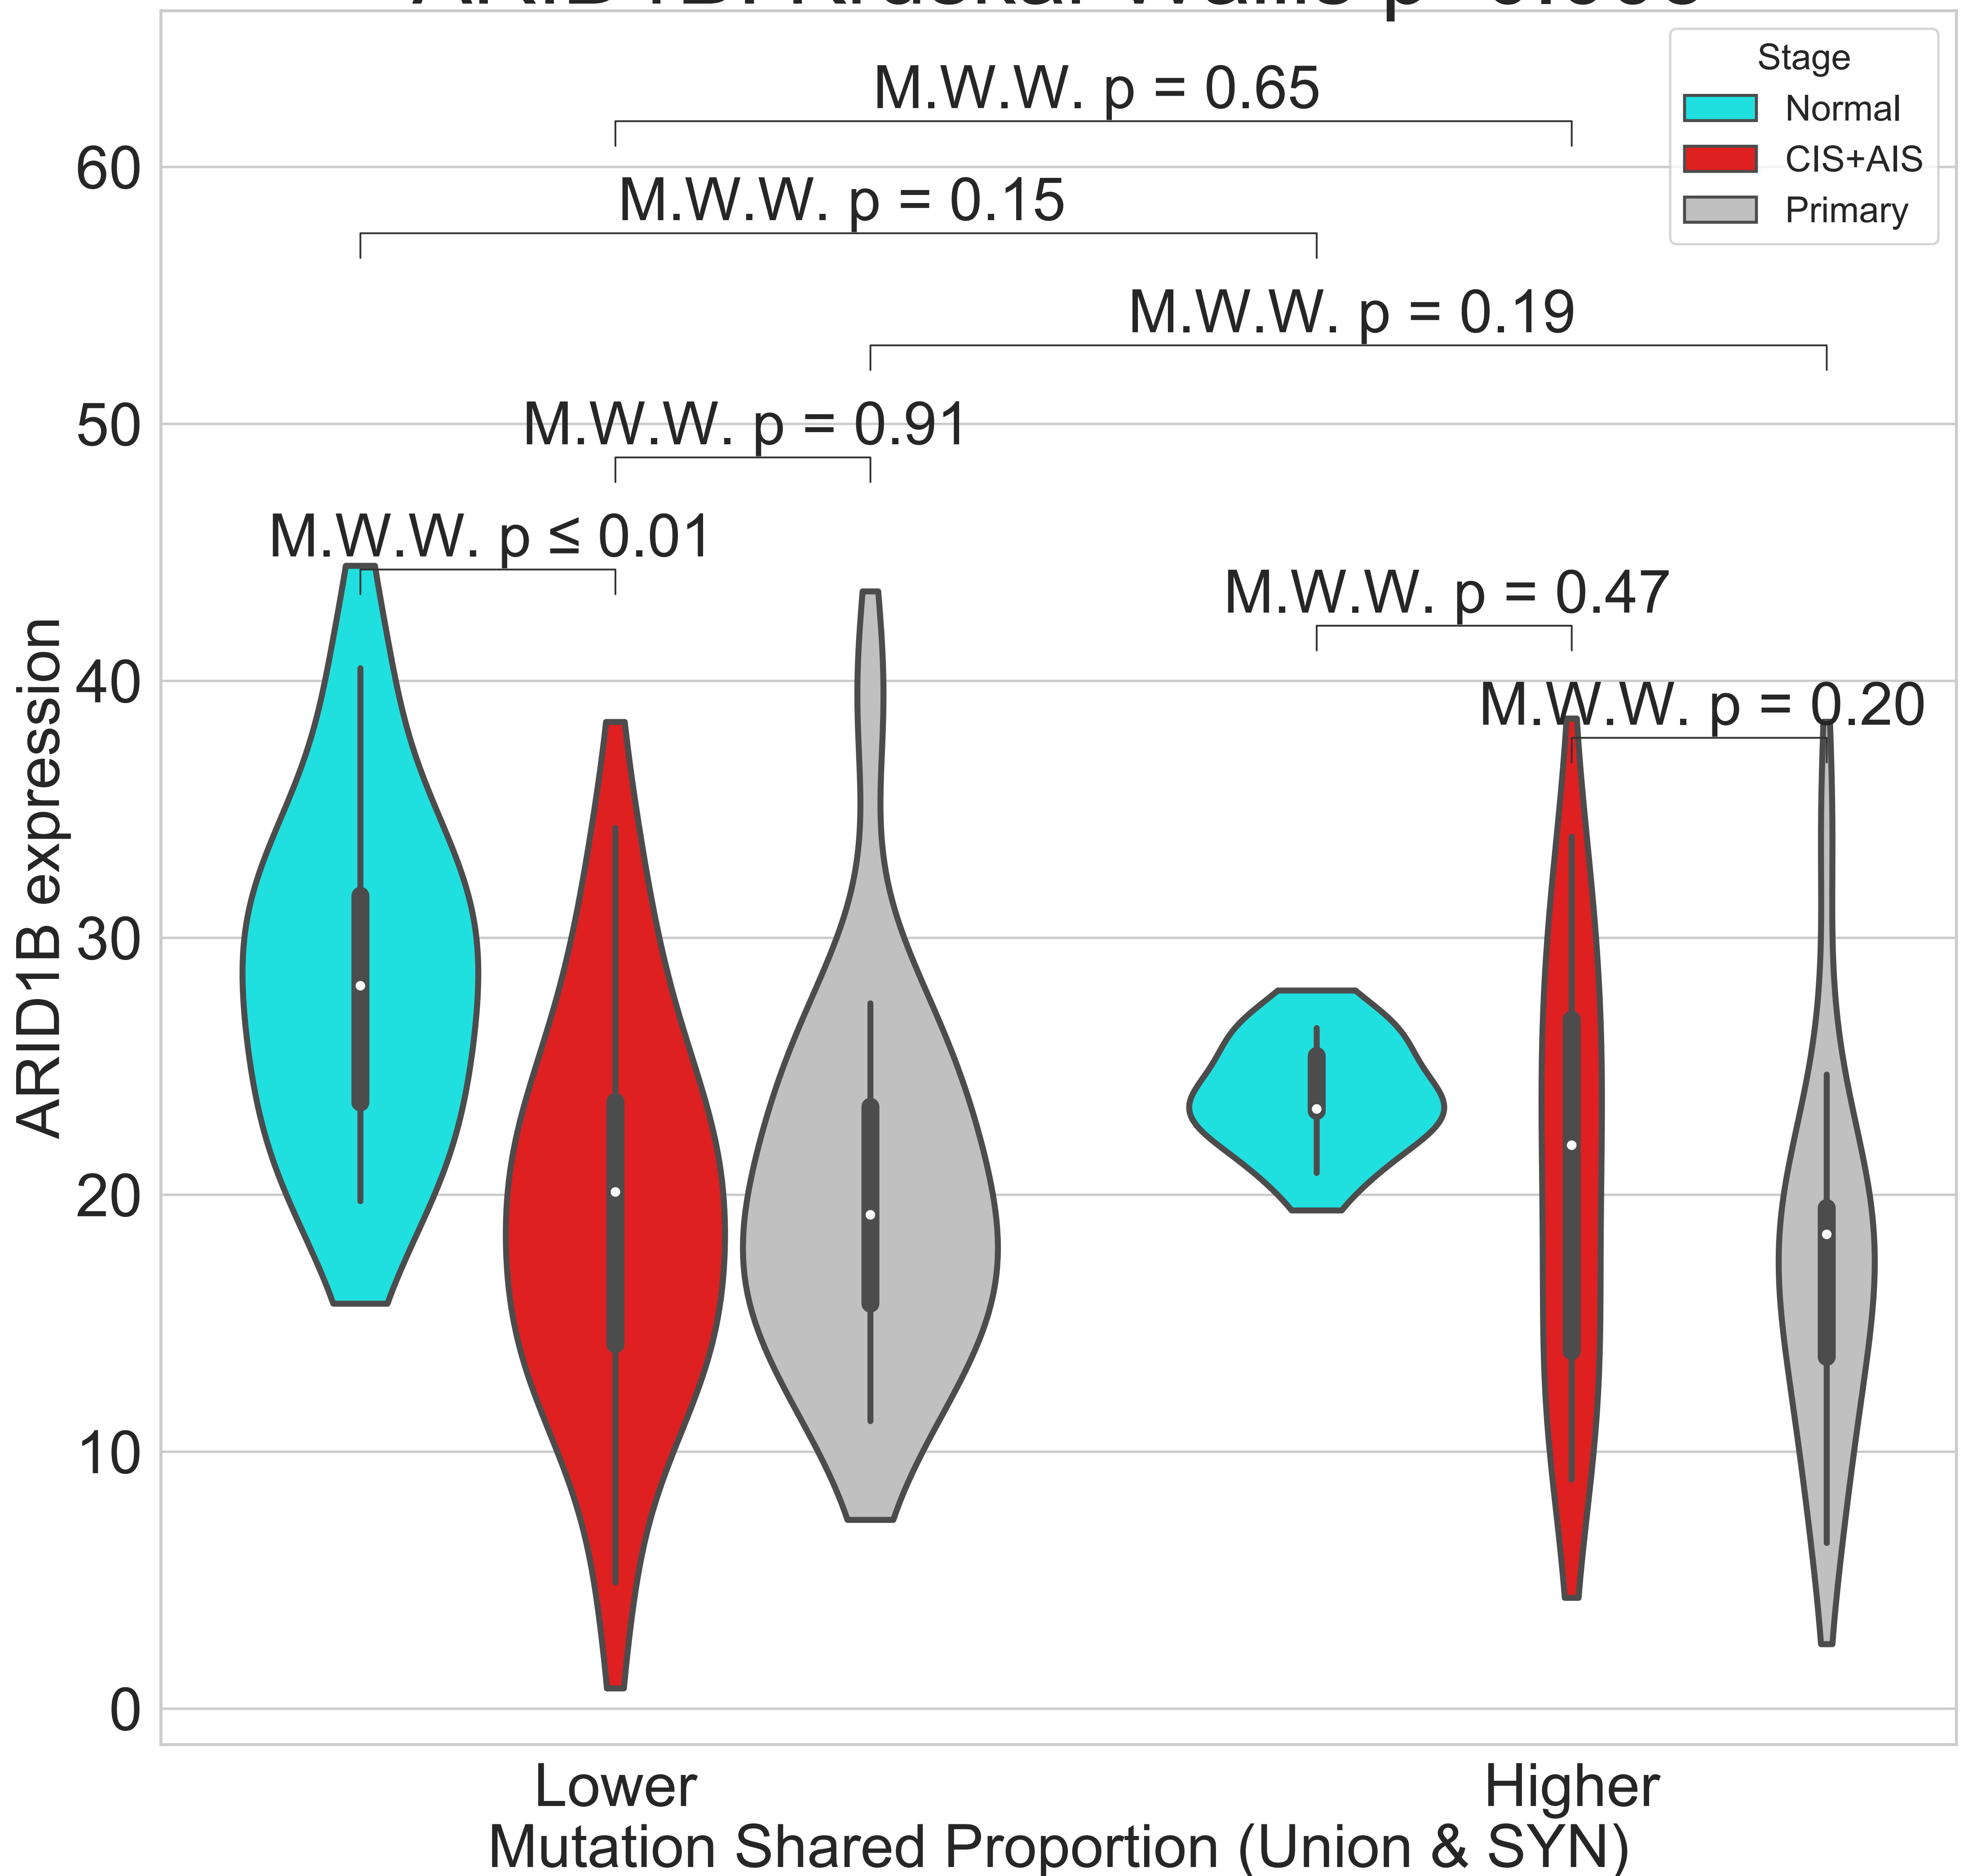 Stage
Normal
CIS+AIS
Primary
M.W.W. p = 0.65
M.W.W. p = 0.15
M.W.W. p = 0.19
M.W.W. p = 0.91
M.W.W. p ≤ 0.01
M.W.W. p = 0.47
M.W.W. p = 0.20
60
50
40
30
20
10
0
ARID1B expression
Lower
Higher
Mutation Shared Proportion (Union & SYN)